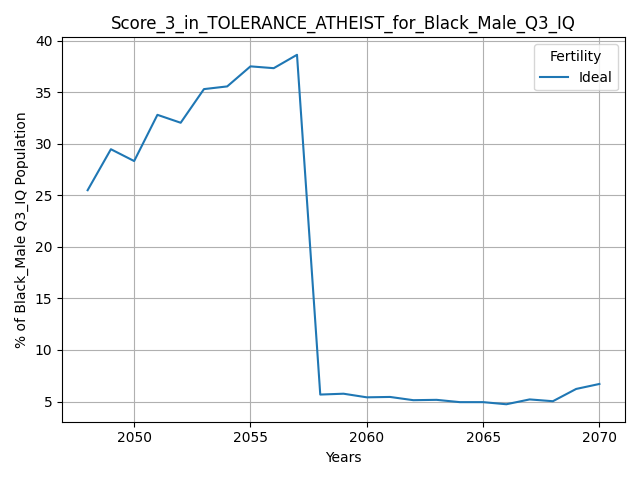 Score_3_in_TOLERANCE_ATHEIST_for_Black_Male_Q3_IQ
% of Black_Male Q3_IQ Population
40
35
30
25
20
15
10
5
Fertility
Ideal
2050 2055 2060 2065 2070
Years